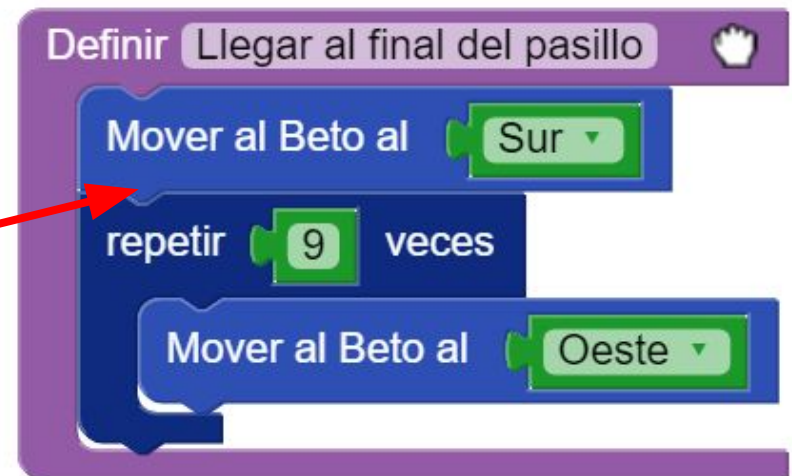 Definir Llegar al final del pasillo
Mover al Beto al Sur
repetir 9 veces
Mover al Beto al Oeste